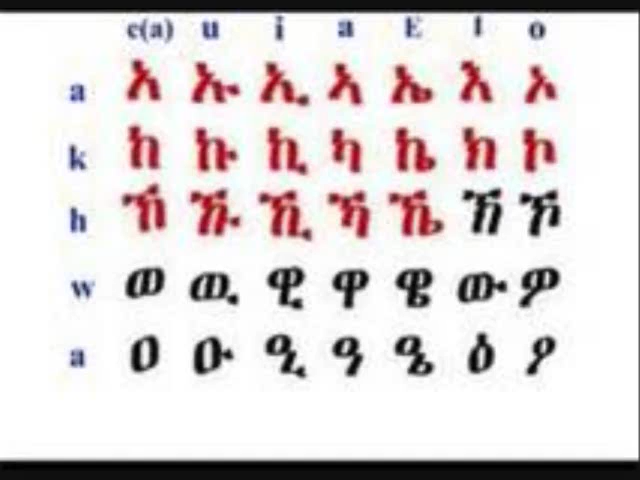 e(a) u i a E I o
a አ ኡ ኢ ኣ ኤ እ ኦ
k ከ ኩ ኪ ካ ኬ ክ ኮ
h ኸ ኹ ኺ ኻ ኼ ኽ ኾ
w ወ ዉ ዊ ዋ ዌ ው ዎ
a ዐ ዑ ዒ ዓ ዔ ዕ ዖ